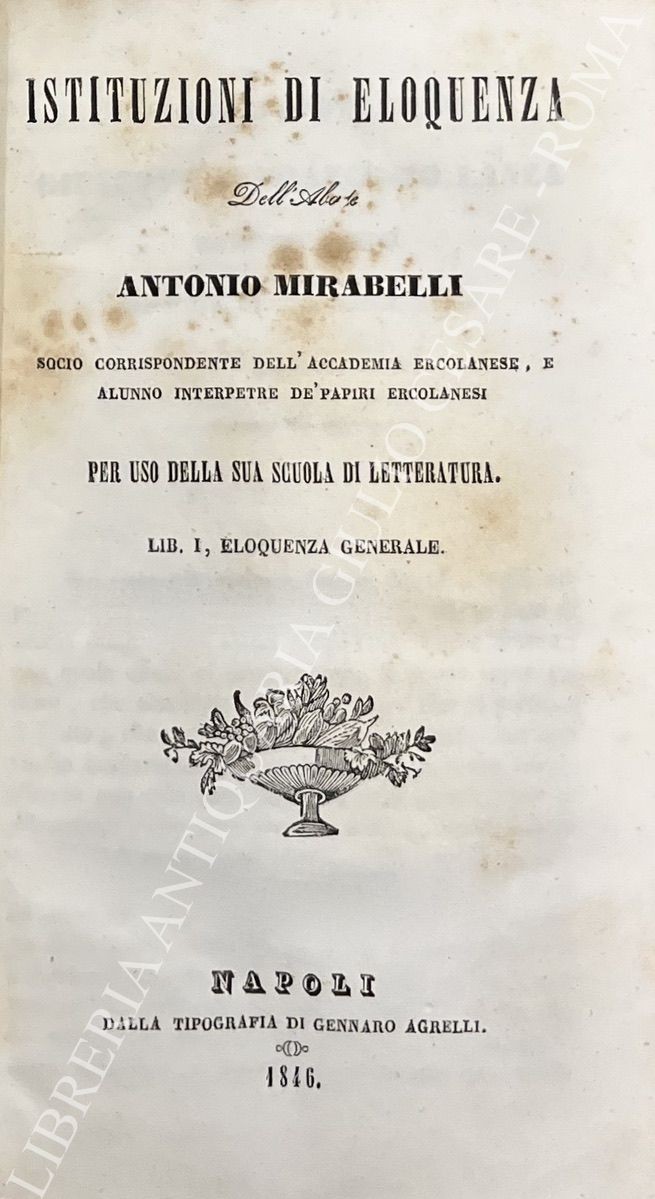 ISTITUZIONI DI ELOQUENZA
Dell'Abate
ANTONIO MIRABELLI
SOCIO CORRISPONDENTE DELL'ACCADEMIA ERCOLANESE, E
ALUNNO INTERPETRE DE'PAPIRI ERCOLANESI
PER USO DELLA SUA SCUOLA DI LETTERATURA.
LIB. I, ELOQUENZA GENERALE.
NAPOLI
DALLA TIPOGRAFIA DI GENNARO AGRELLI.
1846.
LIBRERIA ANTIQUARIA GIULIO CESARE - ROMA